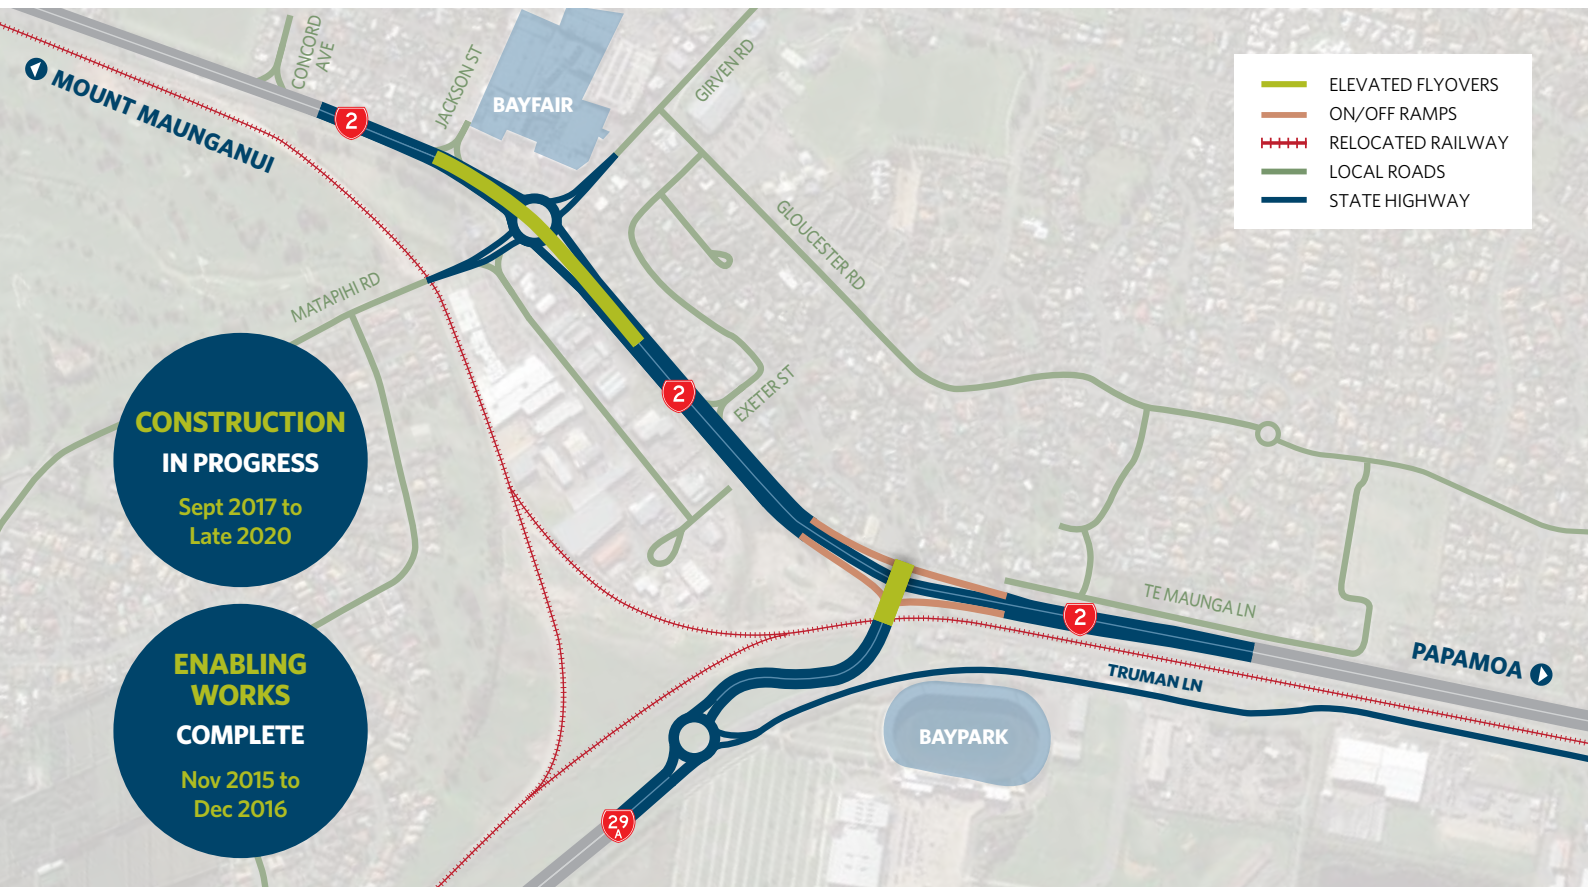 CONCORD
AVE
JACKSON ST
BAYFAIR
GIRVEN RD
MOUNT MAUNGANUI
2
ELEVATED FLYOVERS
ON/OFF RAMPS
RELOCATED RAILWAY
LOCAL ROADS
STATE HIGHWAY
GLOUCESTER RD
MATAPIHI RD
2
EXETER ST
CONSTRUCTION
IN PROGRESS
Sept 2017 to
Late 2020
TE MAUNGA LN
2
PAPAMOA
TRUMAN LN
BAYPARK
ENABLING
WORKS
COMPLETE
Nov 2015 to
Dec 2016
29
A